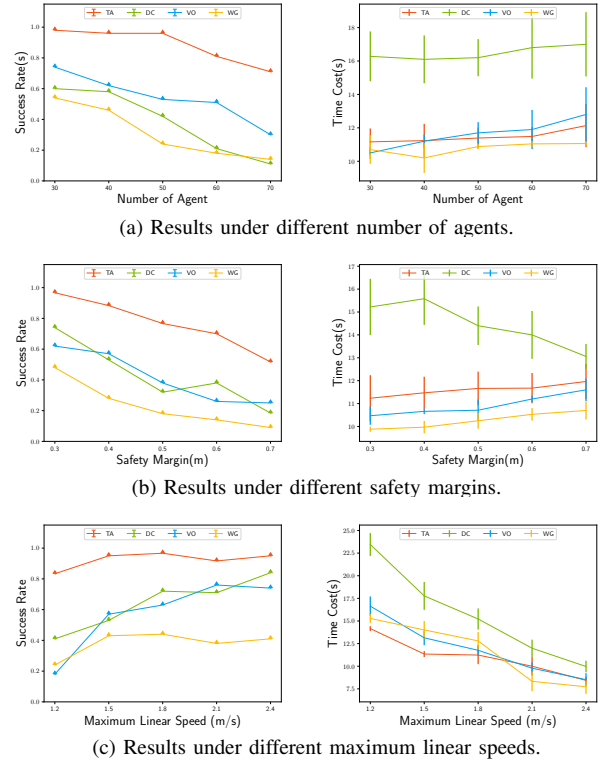 TA DC VO WG
1.0
0.8
0.6
0.4
0.2
0.0
Success Rate(s)
30 40 50 60 70
Number of Agent
TA DC VO WG
18
16
14
12
10
Time Cost(s)
30 40 50 60 70
Number of Agent
(a) Results under different number of agents.
TA DC VO WG
1.0
0.8
0.6
0.4
0.2
0.0
Success Rate
0.3 0.4 0.5 0.6 0.7
Safety Margin(m)
TA DC VO WG
17
16
15
14
13
12
11
10
Time Cost(s)
0.3 0.4 0.5 0.6 0.7
Safety Margin(m)
(b) Results under different safety margins.
TA DC VO WG
1.0
0.8
0.6
0.4
0.2
0.0
Success Rate
1.2 1.5 1.8 2.1 2.4
Maximum Linear Speed (m/s)
TA DC VO WG
25.0
22.5
20.0
17.5
15.0
12.5
10.0
7.5
Time Cost(s)
1.2 1.5 1.8 2.1 2.4
Maximum Linear Speed (m/s)
(c) Results under different maximum linear speeds.